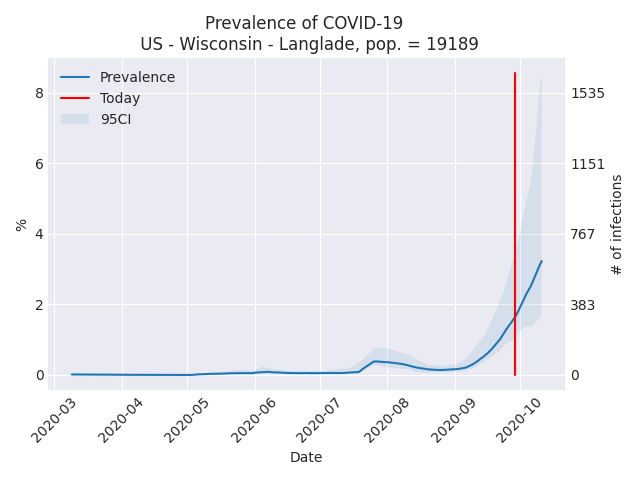 Prevalence of COVID-19
US - Wisconsin - Langlade, pop. = 19189
Prevalence
Today
95CI
8
6
4
2
0
%
1535
1151
767
383
0
# of infections
2020-03
2020-04
2020-05
2020-06
2020-07
2020-08
2020-09
2020-10
Date